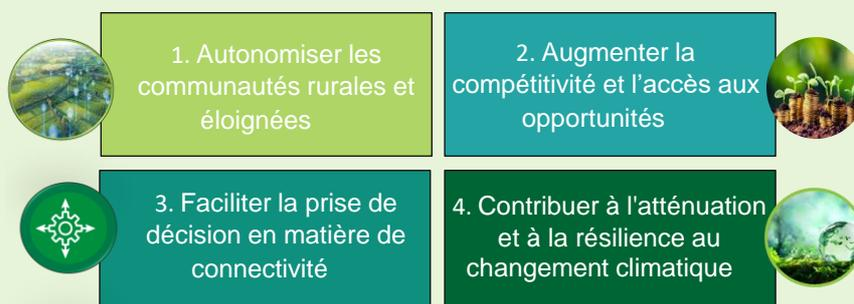 1. Autonomiser les
communautés rurales et
éloignées
2. Augmenter la
compétitivité et l’accès aux
opportunités
3. Faciliter la prise de
décision en matière de
connectivité
4. Contribuer à l'atténuation
et à la résilience au
changement climatique